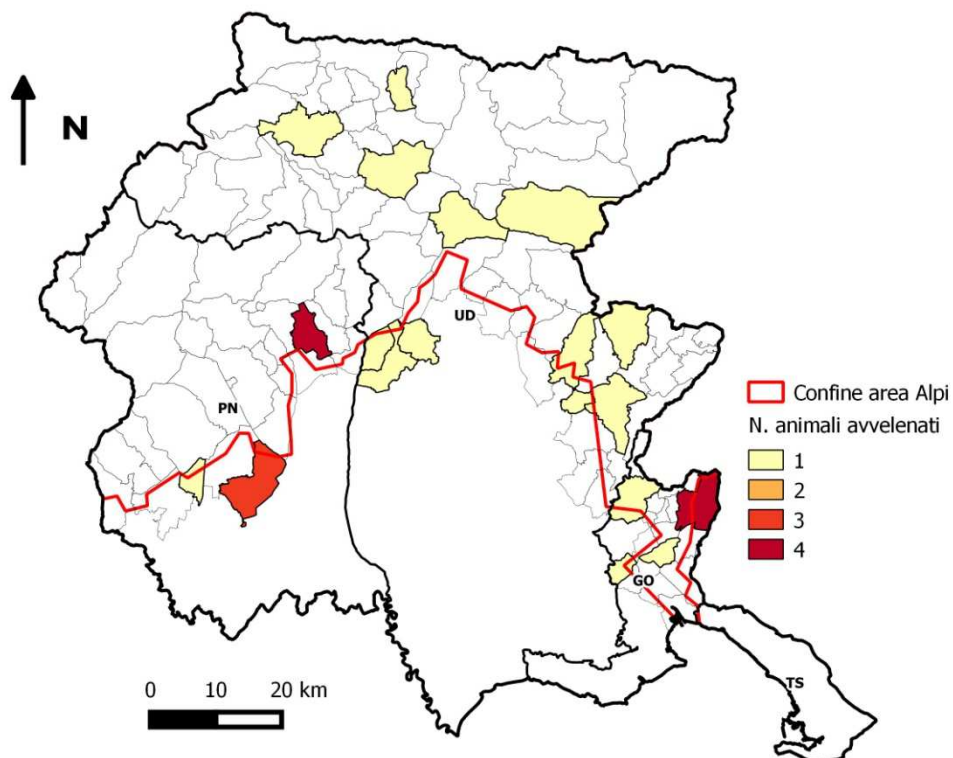 N
UD
PN
GO
TS
Confine area Alpi
N. animali avvelenati
1
2
3
4
0 10 20 km